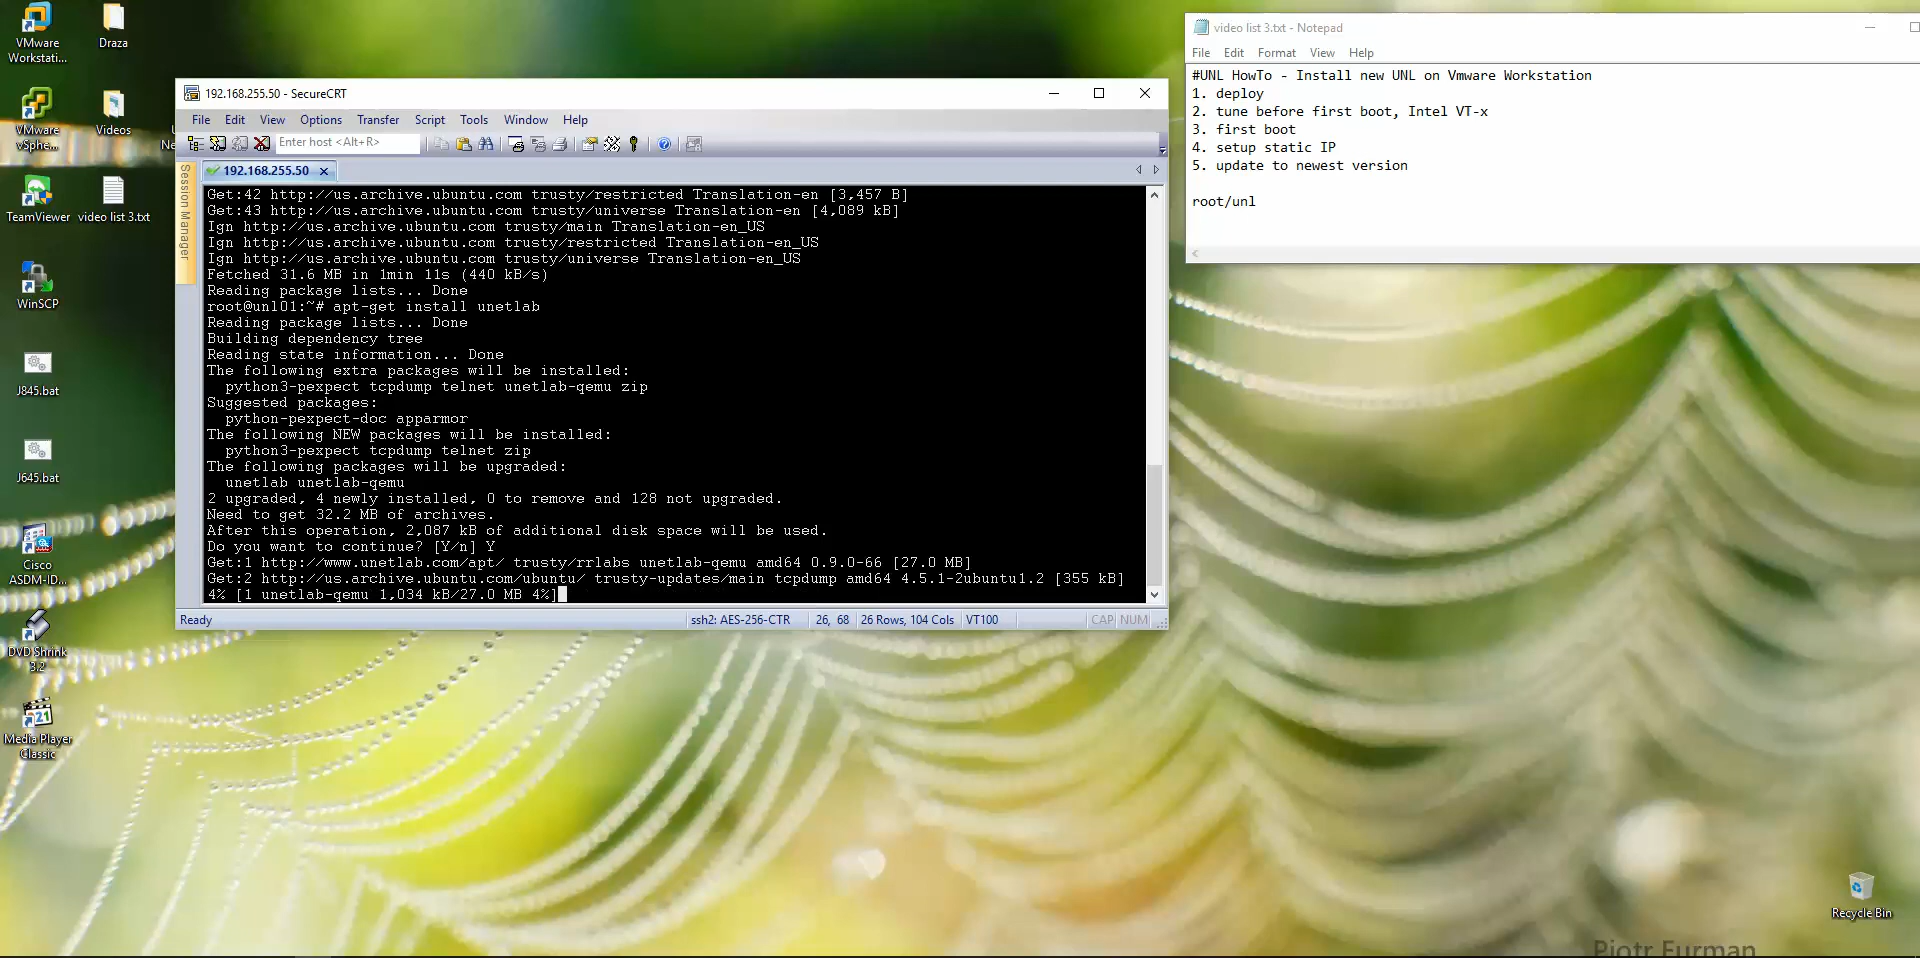 VMware
Workstati...
Draza
VMware
vSphe...
Videos
TeamViewer
video list 3.txt
WinSCP
J845.bat
J645.bat
Cisco
ASDM-ID...
DVD Shrink
3.2
Media Player
Classic
192.168.255.50 - SecureCRT
File Edit View Options Transfer Script Tools Window Help
Enter host <Alt+R>
Session Manager
192.168.255.50
Get:42 http://us.archive.ubuntu.com trusty/restricted Translation-en [3,457 B]
Get:43 http://us.archive.ubuntu.com trusty/universe Translation-en [4,089 kB]
Ign http://us.archive.ubuntu.com trusty/main Translation-en_US
Ign http://us.archive.ubuntu.com trusty/restricted Translation-en_US
Ign http://us.archive.ubuntu.com trusty/universe Translation-en_US
Fetched 31.6 MB in 1min 11s (440 kB/s)
Reading package lists... Done
root@unl01:~# apt-get install unetlab
Reading package lists... Done
Building dependency tree
Reading state information... Done
The following extra packages will be installed:
python3-pexpect tcpdump telnet unetlab-qemu zip
Suggested packages:
python-pexpect-doc apparmor
The following NEW packages will be installed:
python3-pexpect tcpdump telnet zip
The following packages will be upgraded:
unetlab unetlab-qemu
2 upgraded, 4 newly installed, 0 to remove and 128 not upgraded.
Need to get 32.2 MB of archives.
After this operation, 2,087 kB of additional disk space will be used.
Do you want to continue? [Y/n] Y
Get:1 http://www.unetlab.com/apt/ trusty/rrlabs unetlab-qemu amd64 0.9.0-66 [27.0 MB]
Get:2 http://us.archive.ubuntu.com/ubuntu/ trusty-updates/main tcpdump amd64 4.5.1-2ubuntu1.2 [355 kB]
4% [1 unetlab-qemu 1,034 kB/27.0 MB 4%]
Ready ssh2: AES-256-CTR 26, 68 26 Rows, 104 Cols VT100 CAP NUM
video list 3.txt - Notepad
File Edit Format View Help
#UNL HowTo - Install new UNL on Vmware Workstation
1. deploy
2. tune before first boot, Intel VT-x
3. first boot
4. setup static IP
5. update to newest version
root/unl
Recycle Bin
Piotr Furman